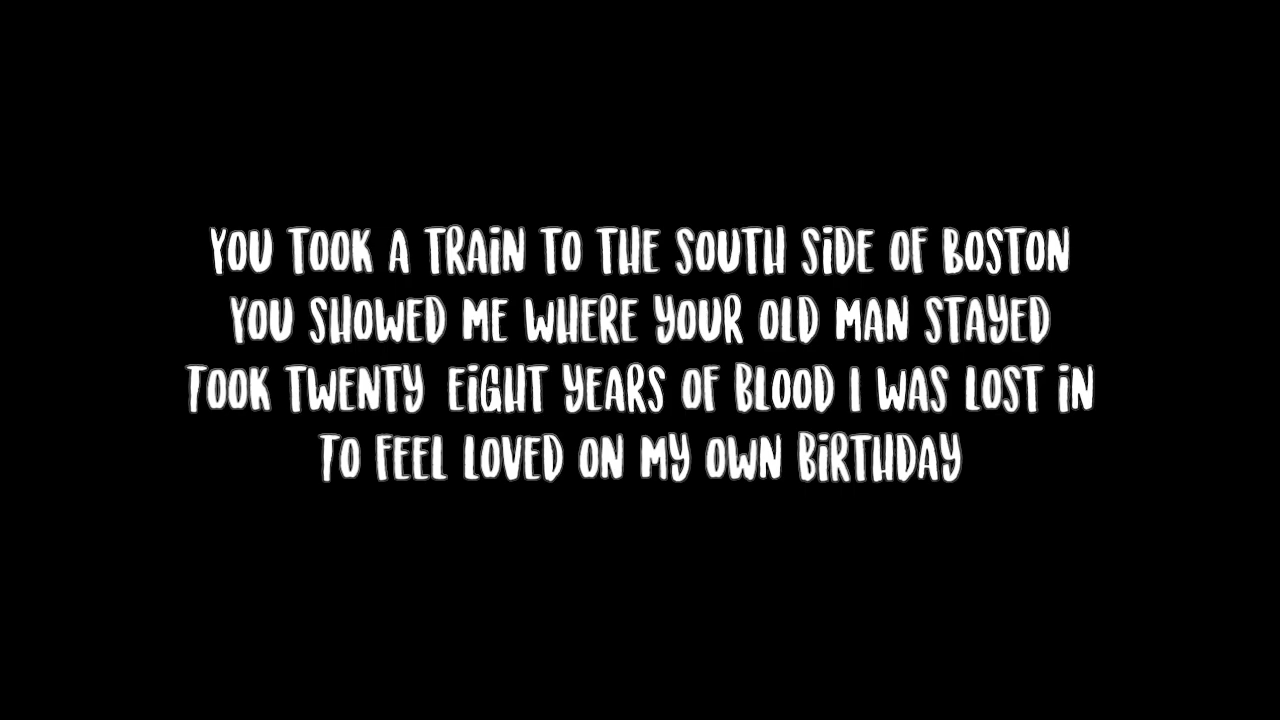 YOU TOOK A TRAIN TO THE SOUTH SIDE OF BOSTON
YOU SHOWED ME WHERE YOUR OLD MAN STAYED
TOOK TWENTY EIGHT YEARS OF BLOOD I WAS LOST IN
TO FEEL LOVED ON MY OWN BIRTHDAY